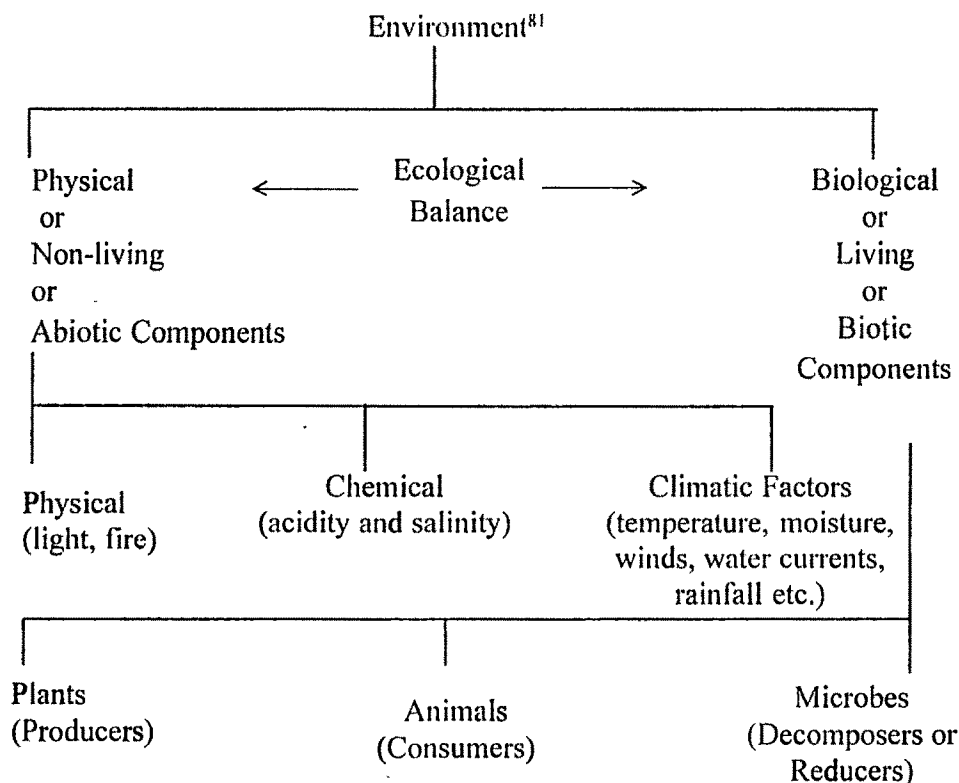 Environment⁸¹
Physical
or
Non-living
or
Abiotic Components
Ecological
Balance
Biological
or
Living
or
Biotic
Components
Physical
(light, fire)
Chemical
(acidity and salinity)
Climatic Factors
(temperature, moisture,
winds, water currents,
rainfall etc.)
Plants
(Producers)
Animals
(Consumers)
Microbes
(Decomposers or
Reducers)